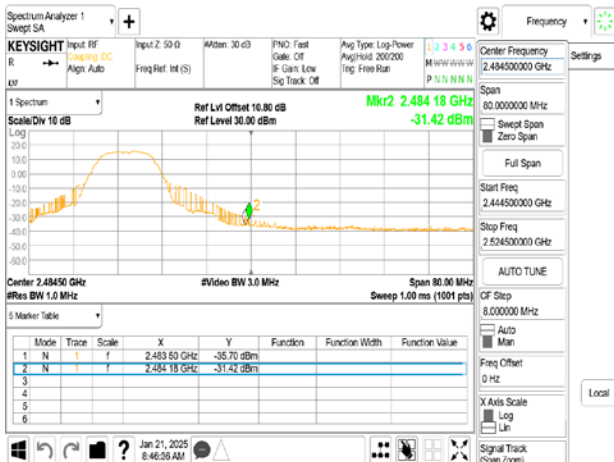 Spectrum Analyzer 1
Swept SA
Frequency
KEYSIGHT
R
Input: RF
Coupling: DC
Align: Auto
Input Z: 50 Ω
Freq Ref: Int (S)
#Atten: 30 dB
PNO: Fast
Gate: Off
IF Gain: Low
Sig Track: Off
Avg Type: Log-Power
Avg|Hold: 200/200
Trig: Free Run
1 2 3 4 5 6
M W W W W W
P N N N N N
1 Spectrum
Scale/Div 10 dB
Ref Lvl Offset 10.80 dB
Ref Level 30.00 dBm
Mkr2 2.484 18 GHz
-31.42 dBm
Log
20.0
10.0
0.00
-10.0
-20.0
-30.0
-40.0
-50.0
-60.0
2
Center 2.48450 GHz
#Res BW 1.0 MHz
#Video BW 3.0 MHz
Span 80.00 MHz
Sweep 1.00 ms (1001 pts)
5 Marker Table
Mode Trace Scale X Y Function Function Width Function Value
1 N 1 f 2.483 50 GHz -35.70 dBm
2 N 1 f 2.484 18 GHz -31.42 dBm
3
4
5
6
Jan 21, 2025
8:46:36 AM
Center Frequency
2.484500000 GHz
Span
80.0000000 MHz
Swept Span
Zero Span
Full Span
Start Freq
2.444500000 GHz
Stop Freq
2.524500000 GHz
AUTO TUNE
CF Step
8.000000 MHz
Auto
Man
Freq Offset
0 Hz
X Axis Scale
Log
Lin
Signal Track
(Span Zoom)
Settings
Local